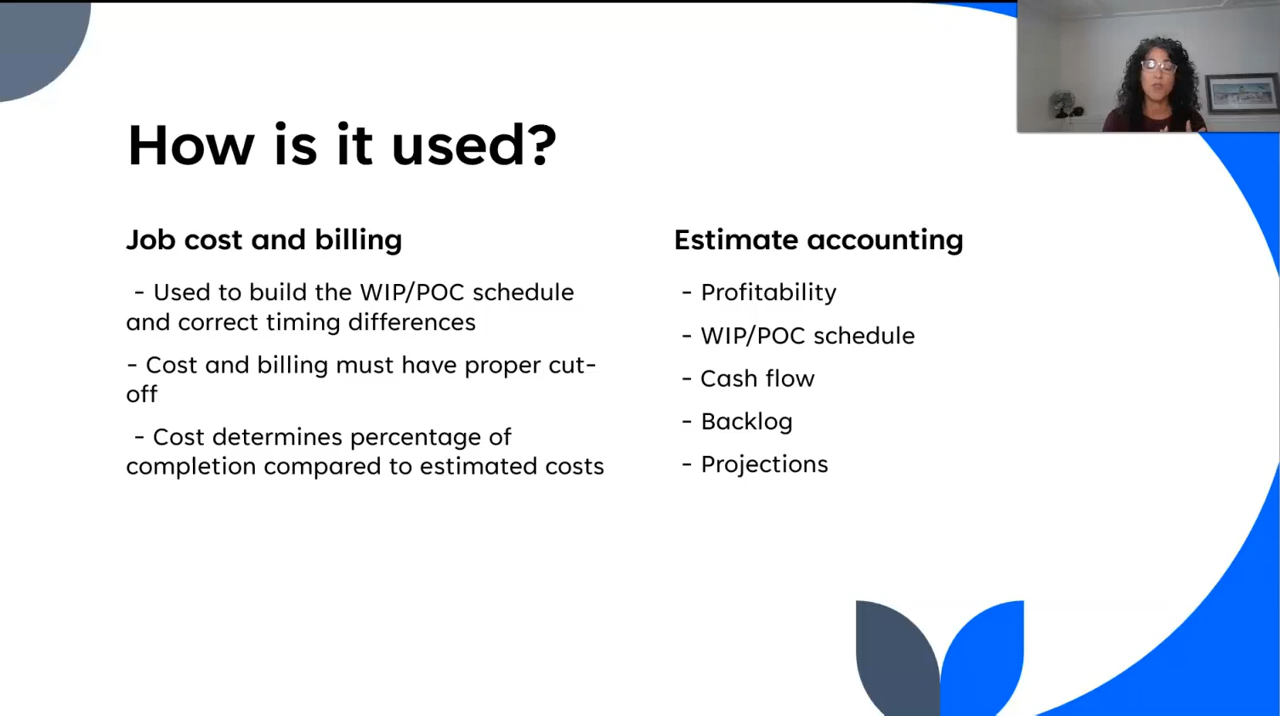 How is it used?
Job cost and billing
- Used to build the WIP/POC schedule
and correct timing differences
- Cost and billing must have proper cut-
off
- Cost determines percentage of
completion compared to estimated costs
Estimate accounting
- Profitability
- WIP/POC schedule
- Cash flow
- Backlog
- Projections